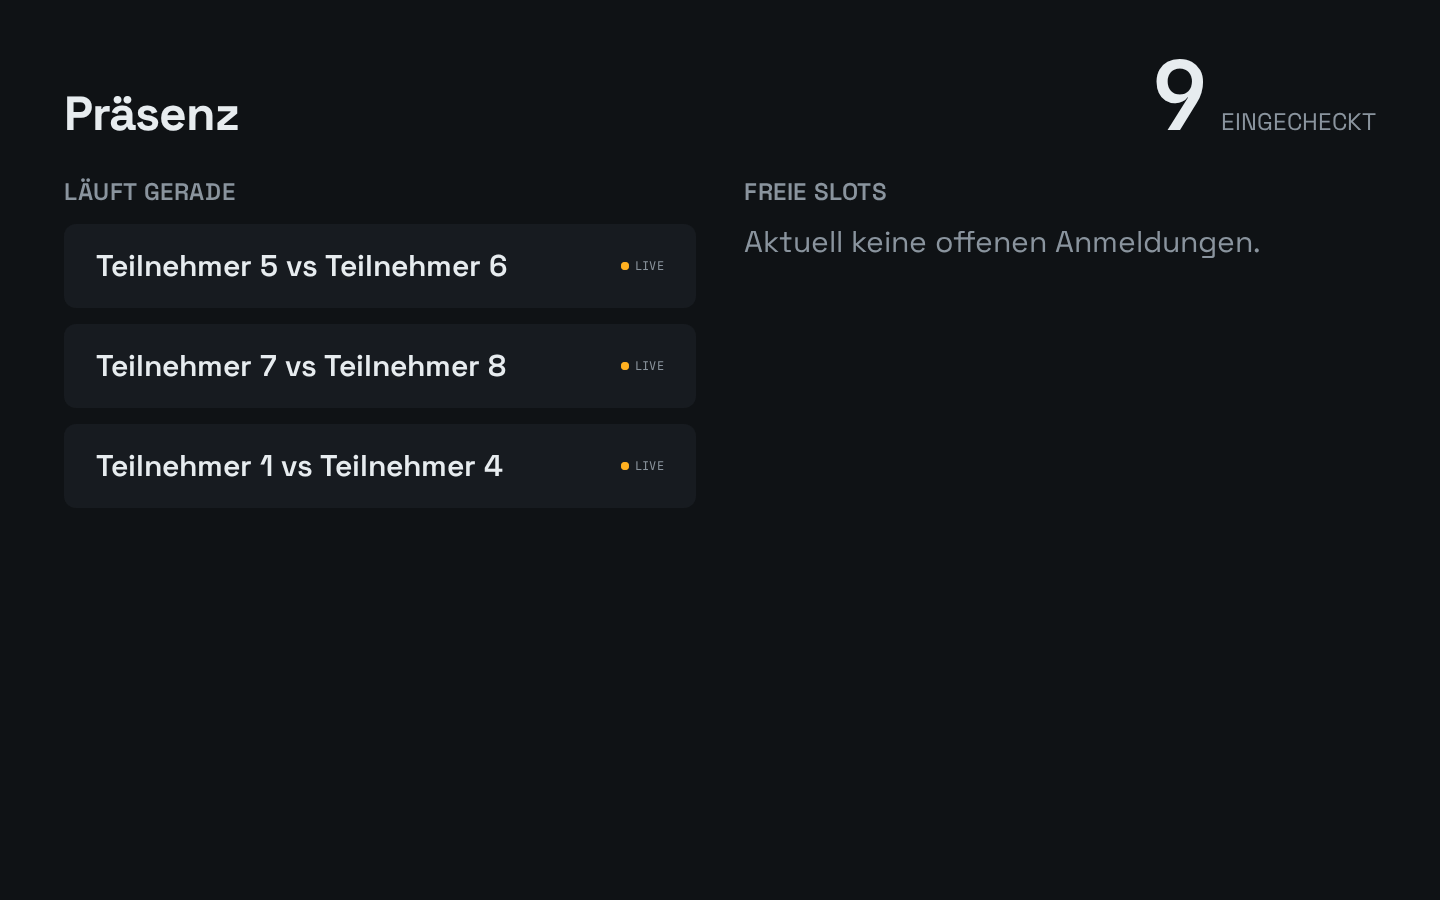 Präsenz
9 EINGECHECKT
LÄUFT GERADE
Teilnehmer 5 vs Teilnehmer 6
LIVE
Teilnehmer 7 vs Teilnehmer 8
LIVE
Teilnehmer 1 vs Teilnehmer 4
LIVE
FREIE SLOTS
Aktuell keine offenen Anmeldungen.